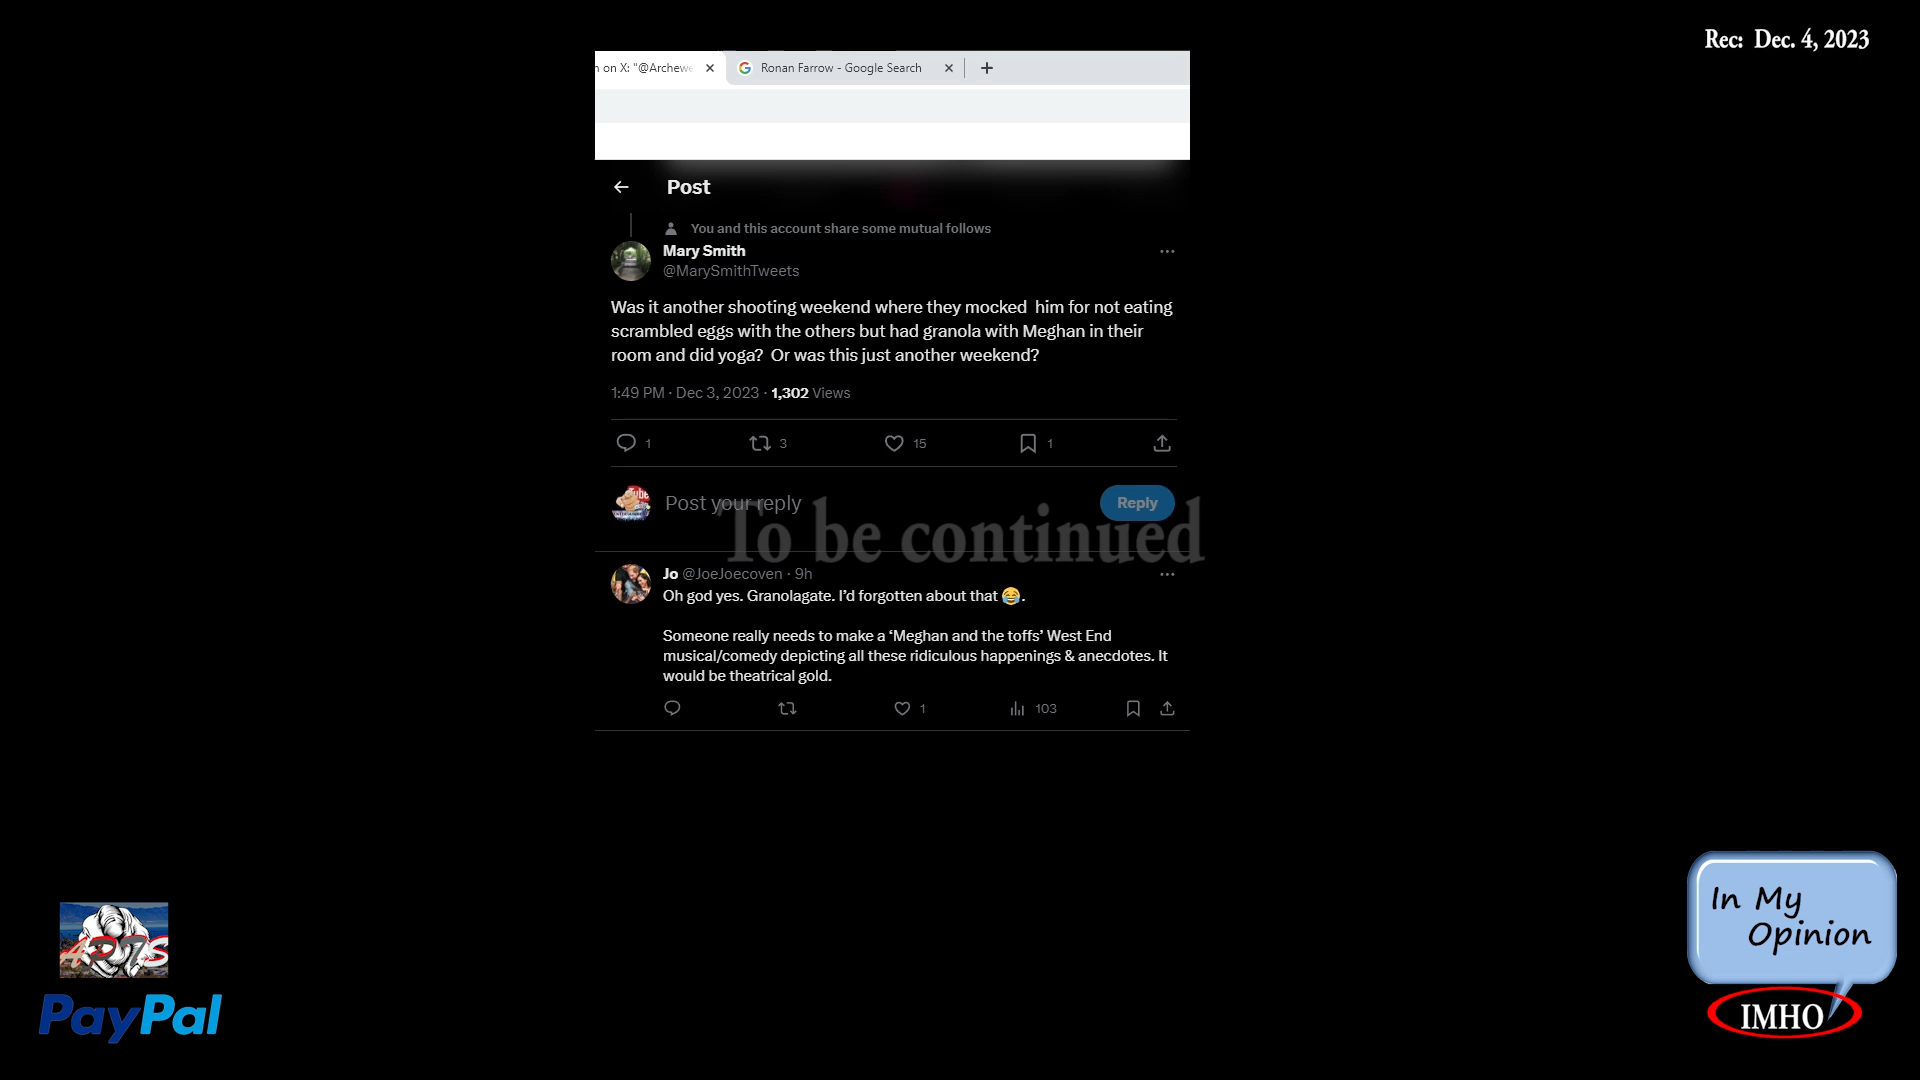 Rec: Dec. 4, 2023
n on X: "@Archewe
Ronan Farrow - Google Search
Post
You and this account share some mutual follows
Mary Smith
@MarySmithTweets
Was it another shooting weekend where they mocked  him for not eating
scrambled eggs with the others but had granola with Meghan in their
room and did yoga?  Or was this just another weekend?
1:49 PM · Dec 3, 2023 · 1,302 Views
1 3 15 1
Post your reply
Reply
To be continued
Jo @JoeJoecoven · 9h
Oh god yes. Granolagate. I'd forgotten about that 😂.
Someone really needs to make a ‘Meghan and the toffs’ West End
musical/comedy depicting all these ridiculous happenings & anecdotes. It
would be theatrical gold.
1 103
In My
Opinion
IMHO
PayPal